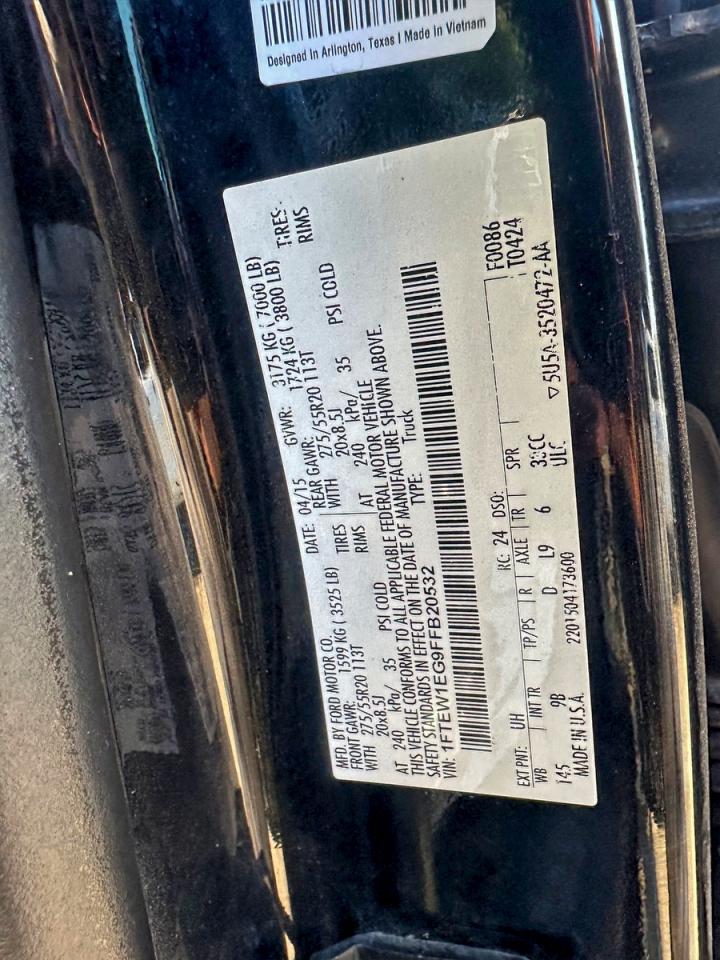 Designed in Arlington, Texas | Made in Vietnam
MFD. BY FORD MOTOR CO.
DATE: 04/15 GVWR: 3175 KG ( 7000 LB)
FRONT GAWR: 1599 KG ( 3525 LB) REAR GAWR: 1724 KG ( 3800 LB)
WITH 275/55R20 113T TIRES WITH 275/55R20 113T TIRES
20x8.5J RIMS 20x8.5J RIMS
AT 240 kPa/ 35 PSI COLD AT 240 kPa/ 35 PSI COLD
THIS VEHICLE CONFORMS TO ALL APPLICABLE FEDERAL MOTOR VEHICLE
SAFETY STANDARDS IN EFFECT ON THE DATE OF MANUFACTURE SHOWN ABOVE.
VIN: 1FTEW1EG9FFB20532 TYPE: Truck
F0086
T0424
EXT PNT: UH RC: 24 DSO:
WB INT TR TP/PS R AXLE TR SPR
145 9B D L9 6 38CC
MADE IN U.S.A. 2201504173600 ULC ▽5U5A-3520472-AA